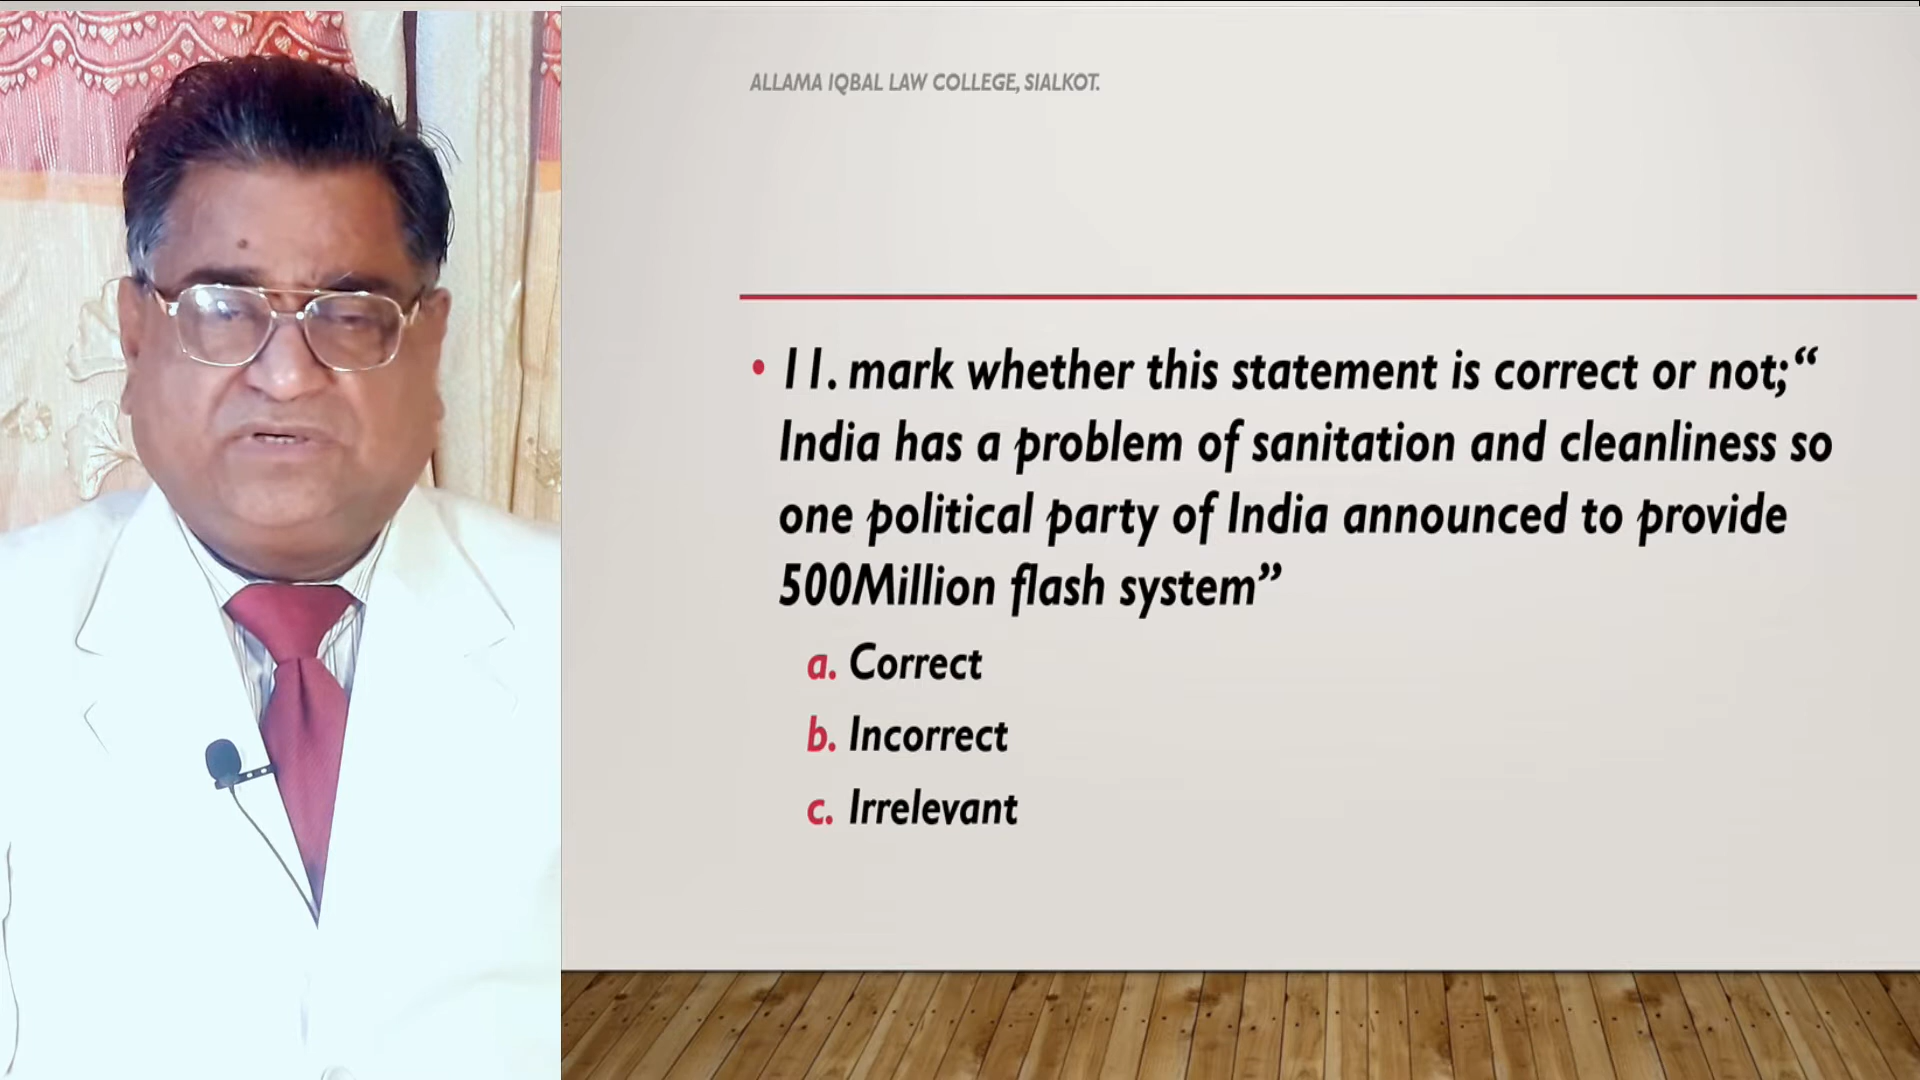 ALLAMA IQBAL LAW COLLEGE, SIALKOT.
• 11. mark whether this statement is correct or not;“
India has a problem of sanitation and cleanliness so
one political party of India announced to provide
500Million flash system”
a. Correct
b. Incorrect
c. Irrelevant